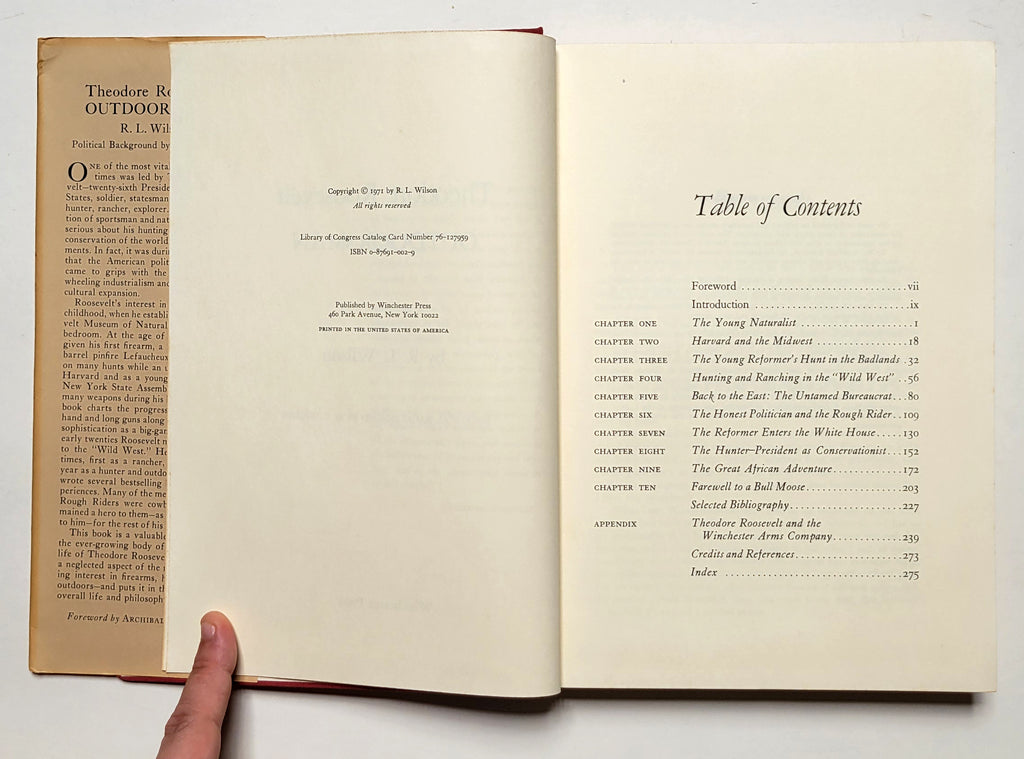 Theodore Ro
OUTDOOR
R. L. Wil
Political Background by
ONE of the most vita
times was led by
velt—twenty-sixth Preside
States, soldier, statesman
hunter, rancher, explorer.
tion of sportsman and nat
serious about his hunting
conservation of the world
ments. In fact, it was duri
that the American polit
came to grips with the
wheeling industrialism and
cultural expansion.
Roosevelt's interest in
childhood, when he establi
velt Museum of Natural
bedroom. At the age of
given his first firearm, a
barrel pinfire Lefaucheux
on many hunts while an u
Harvard and as a young
New York State Assemb
many weapons during his
book charts the progress
hand and long guns along
sophistication as a big-ga
early twenties Roosevelt n
to the "Wild West." He
times, first as a rancher,
year as a hunter and outdo
wrote several bestselling
periences. Many of the me
Rough Riders were cowb
mained a hero to them—as
to him—for the rest of his
This book is a valuable
the ever-growing body of
life of Theodore Rooseve
a neglected aspect of the
ing interest in firearms, h
outdoors—and puts it in th
overall life and philosoph
Foreword by ARCHIBAL
Copyright © 1971 by R. L. Wilson
All rights reserved
Library of Congress Catalog Card Number 76-127959
ISBN 0-87691-002-9
Published by Winchester Press
460 Park Avenue, New York 10022
PRINTED IN THE UNITED STATES OF AMERICA
Table of Contents
Foreword . . . . . . . . . . . . . . . . . . . . . . . . . . . . . vii
Introduction . . . . . . . . . . . . . . . . . . . . . . . . . . ix
CHAPTER ONE The Young Naturalist . . . . . . . . . . . . . . . . . . 1
CHAPTER TWO Harvard and the Midwest . . . . . . . . . . . . . . . 18
CHAPTER THREE The Young Reformer's Hunt in the Badlands . 32
CHAPTER FOUR Hunting and Ranching in the "Wild West" . . 56
CHAPTER FIVE Back to the East: The Untamed Bureaucrat . . . 80
CHAPTER SIX The Honest Politician and the Rough Rider . . 109
CHAPTER SEVEN The Reformer Enters the White House . . . . . 130
CHAPTER EIGHT The Hunter–President as Conservationist . . . 152
CHAPTER NINE The Great African Adventure . . . . . . . . . . . . 172
CHAPTER TEN Farewell to a Bull Moose . . . . . . . . . . . . . . . . 203
Selected Bibliography . . . . . . . . . . . . . . . . . . . 227
APPENDIX Theodore Roosevelt and the
Winchester Arms Company . . . . . . . . . . . . 239
Credits and References . . . . . . . . . . . . . . . . . . 273
Index . . . . . . . . . . . . . . . . . . . . . . . . . . . . . . 275